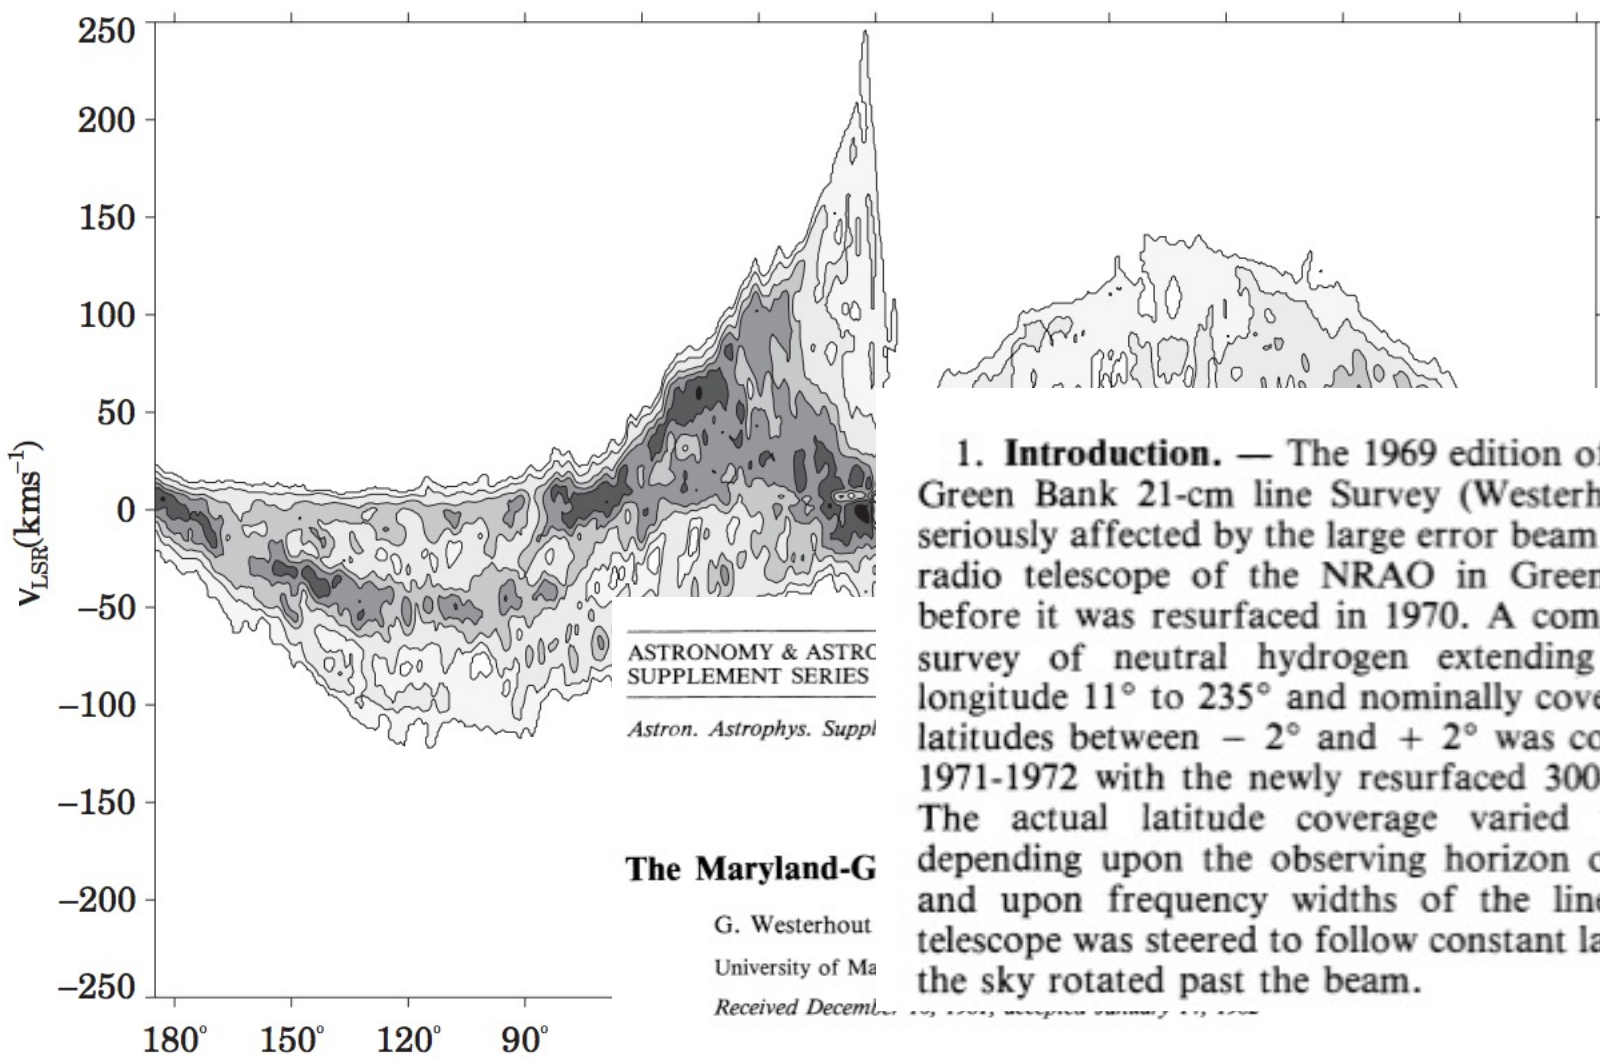 250
200
150
100
50
0
−50
−100
−150
−200
−250
V_LSR(kms⁻¹)
180°
150°
120°
90°
ASTRONOMY & ASTRO
SUPPLEMENT SERIES
Astron. Astrophys. Suppl
The Maryland-G
G. Westerhout
University of Ma
Received Decemb
1. Introduction. — The 1969 edition of
Green Bank 21-cm line Survey (Westerh
seriously affected by the large error beam
radio telescope of the NRAO in Green
before it was resurfaced in 1970. A com
survey of neutral hydrogen extending
longitude 11° to 235° and nominally cove
latitudes between − 2° and + 2° was co
1971-1972 with the newly resurfaced 300
The actual latitude coverage varied
depending upon the observing horizon o
and upon frequency widths of the line
telescope was steered to follow constant la
the sky rotated past the beam.